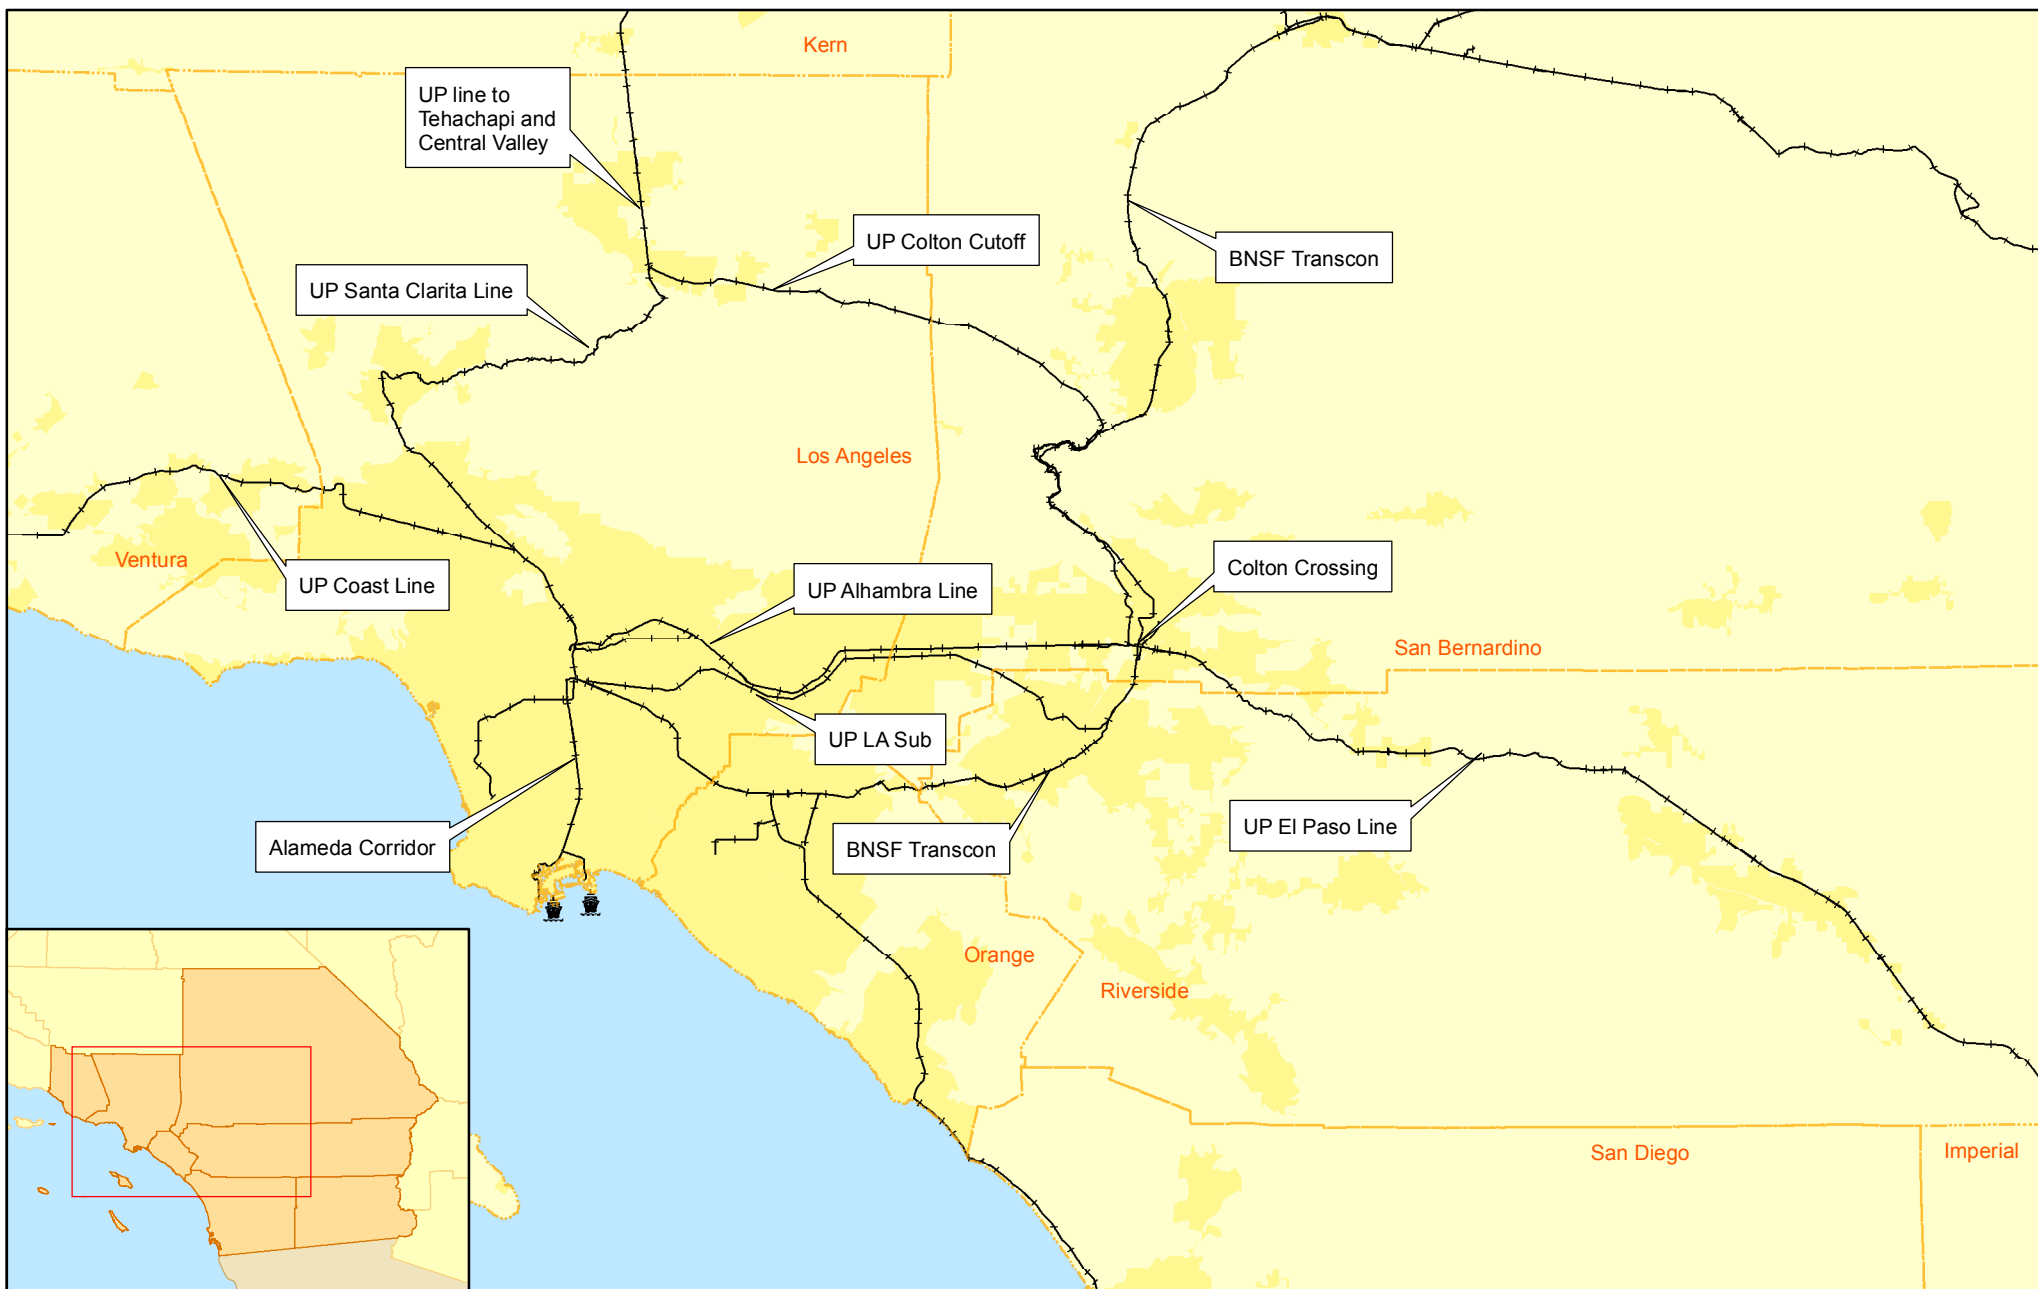 Kern
UP line to
Tehachapi and
Central Valley
UP Colton Cutoff
BNSF Transcon
UP Santa Clarita Line
Los Angeles
Ventura
UP Coast Line
UP Alhambra Line
Colton Crossing
San Bernardino
UP LA Sub
Alameda Corridor
BNSF Transcon
UP El Paso Line
Orange
Riverside
San Diego
Imperial